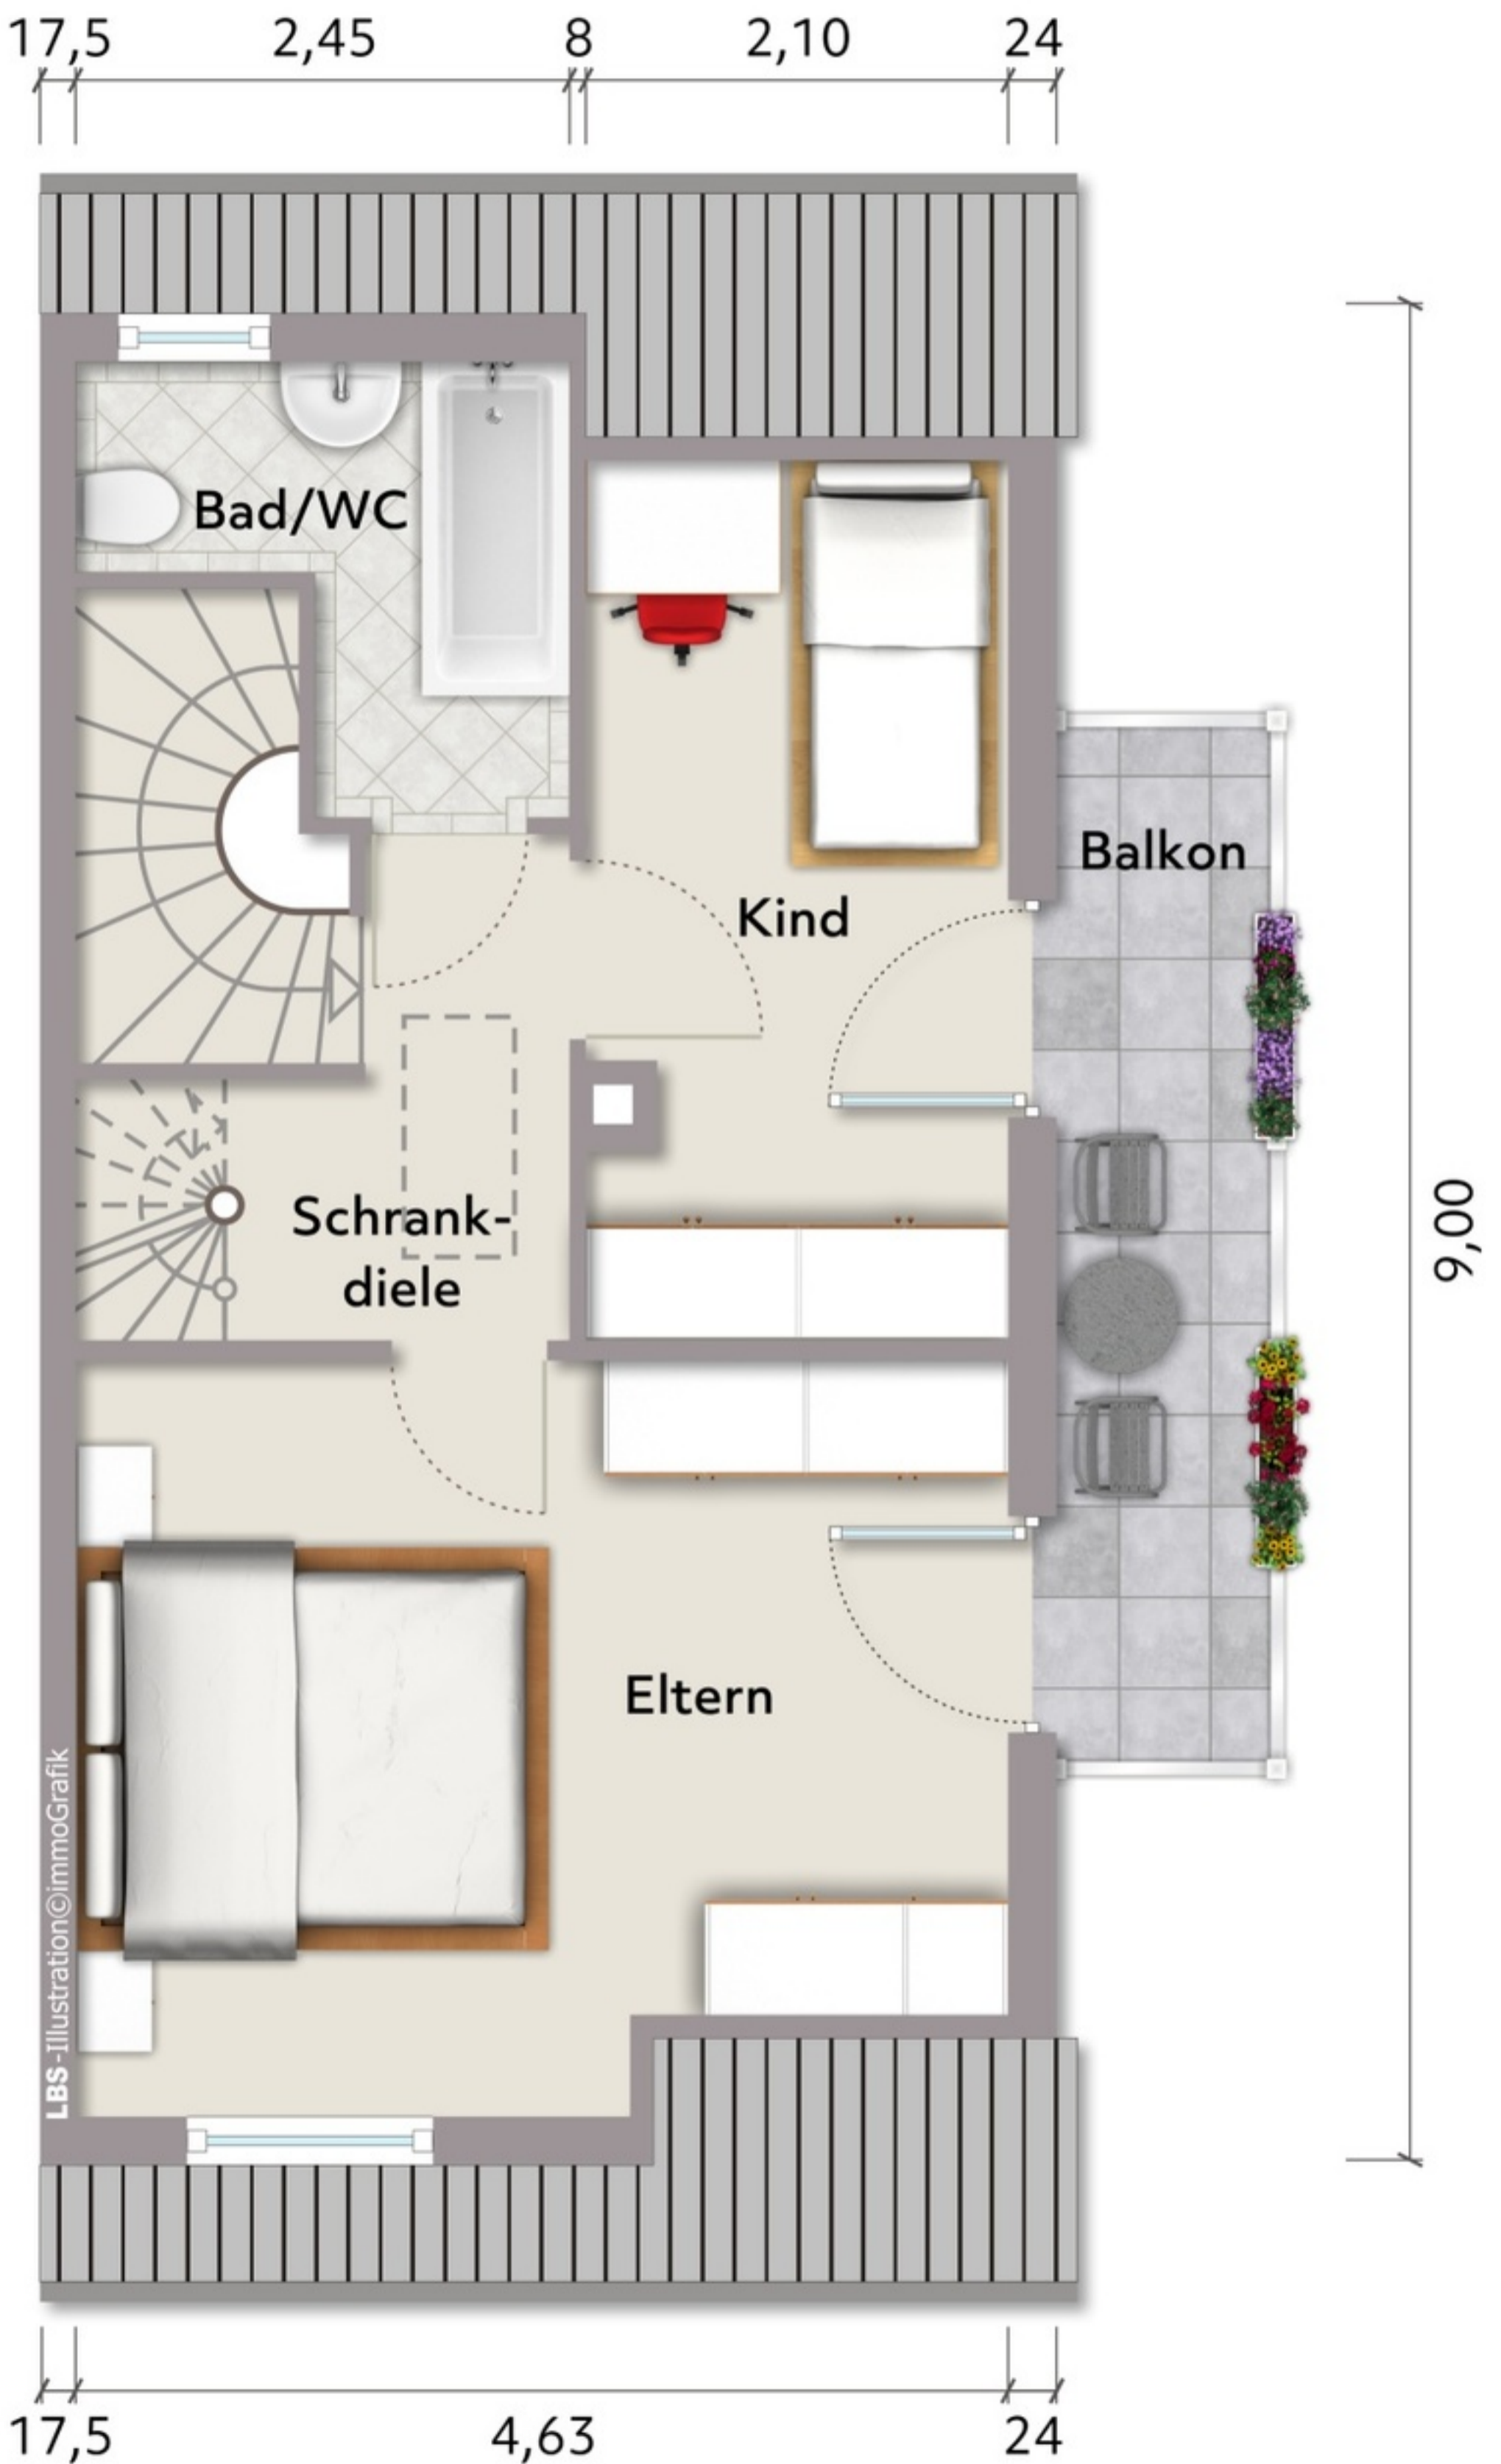 17,5 2,45 8 2,10 24
Bad/WC
Balkon
Kind
9,00
Schrank-
diele
Eltern
LBS-Illustration©immoGrafik
17,5 4,63 24